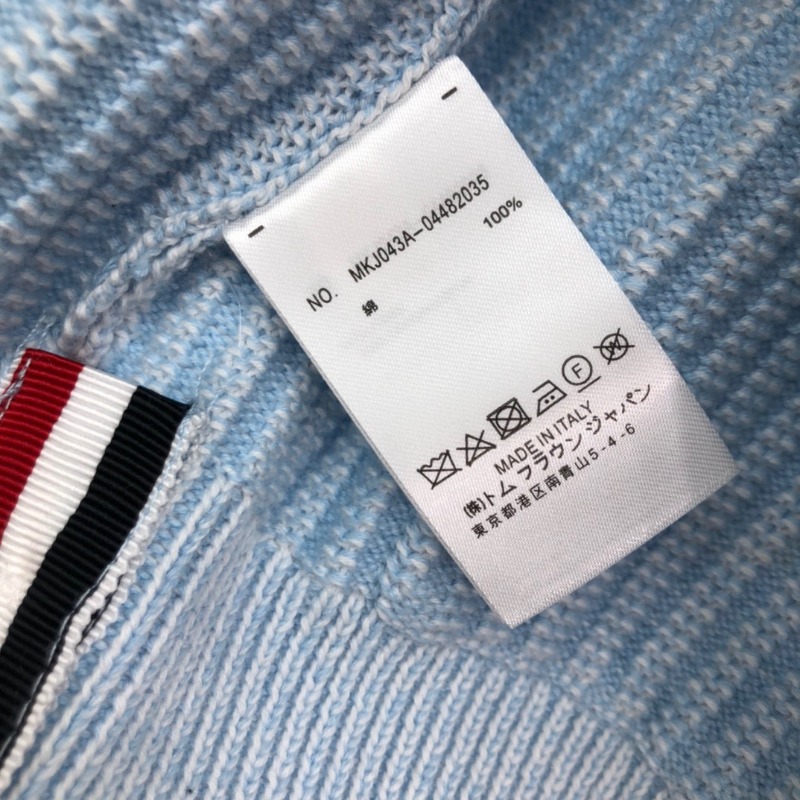 NO. MKJ043A-04482035
綿 100%
F W
MADE IN ITALY
(株)トム ブラウン ジャパン
東京都港区南青山5-4-6